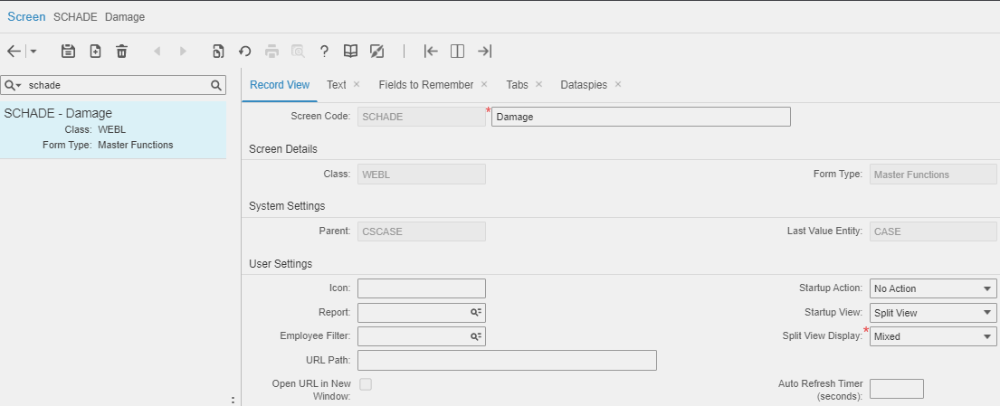 Screen SCHADE Damage
schade
SCHADE - Damage
Class: WEBL
Form Type: Master Functions
Record View Text Fields to Remember Tabs Dataspies
Screen Code: SCHADE * Damage
Screen Details
Class: WEBL Form Type: Master Functions
System Settings
Parent: CSCASE Last Value Entity: CASE
User Settings
Icon: Startup Action: No Action
Report: Startup View: Split View
Employee Filter: Split View Display: * Mixed
URL Path:
Open URL in New Window: Auto Refresh Timer (seconds):